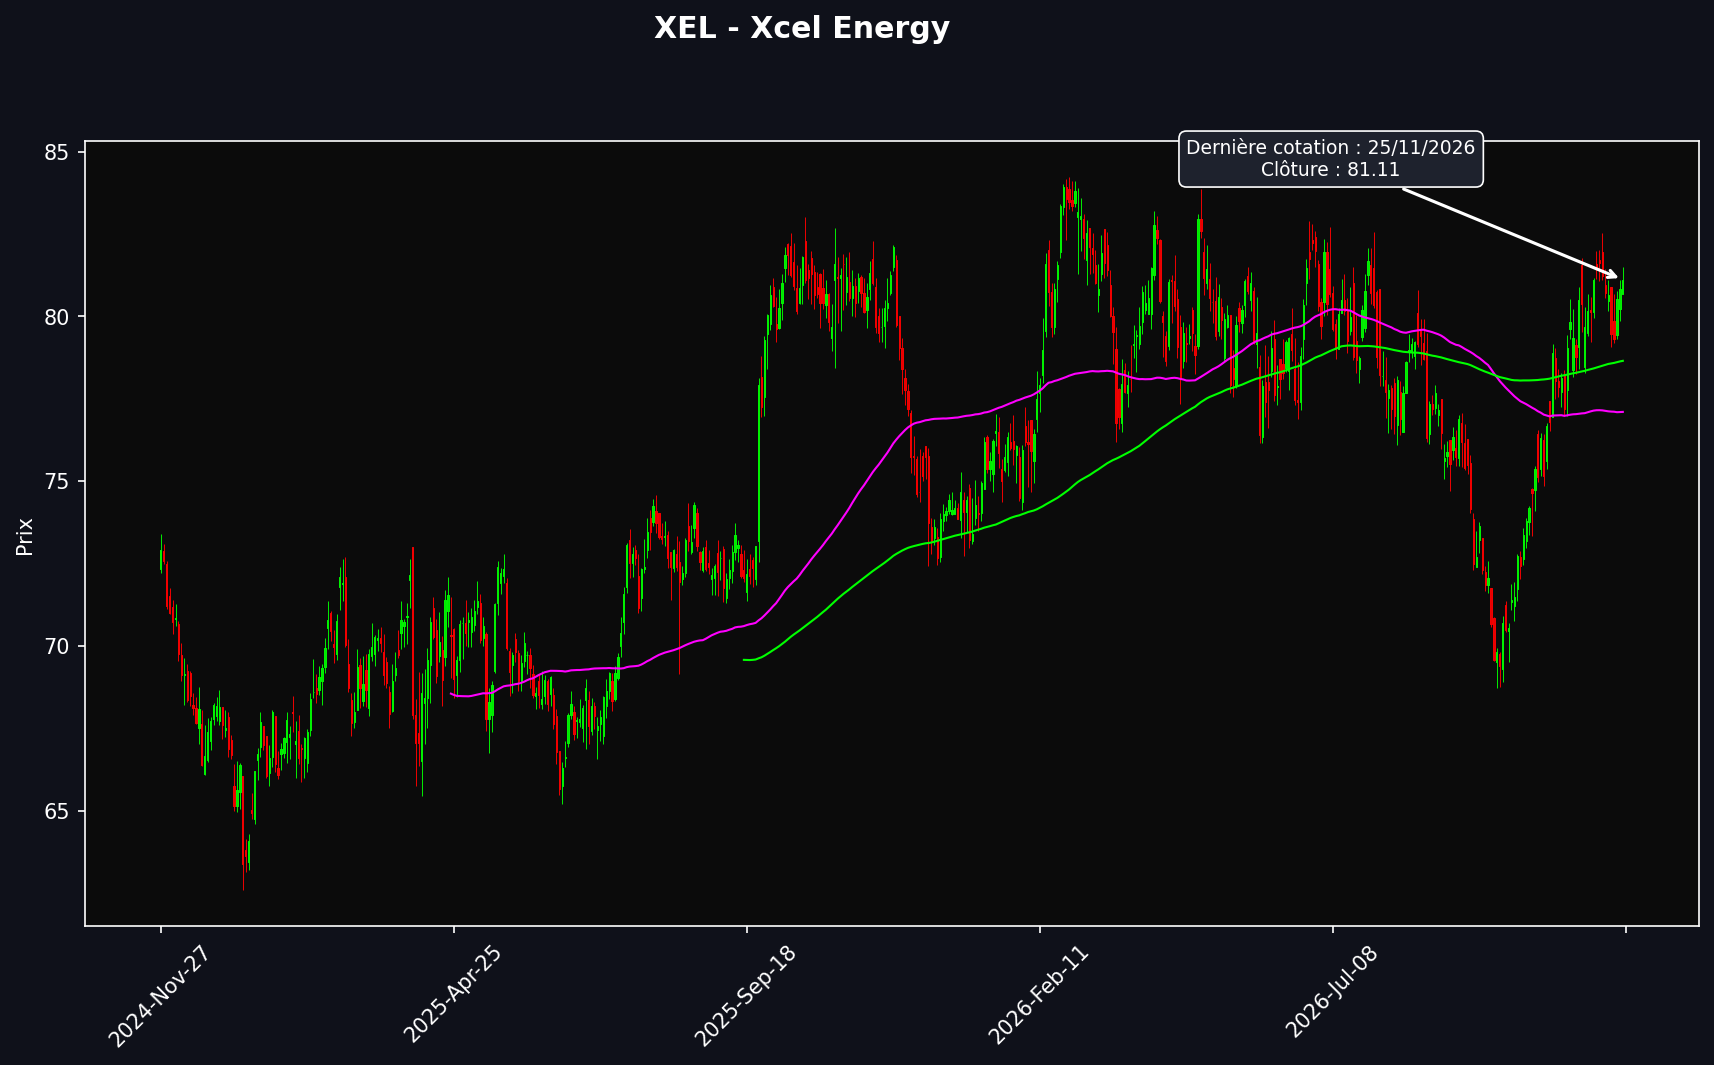 XEL - Xcel Energy
Dernière cotation : 25/11/2026
Clôture : 81.11
Prix
85
80
75
70
65
2024-Nov-27
2025-Apr-25
2025-Sep-18
2026-Feb-11
2026-Jul-08